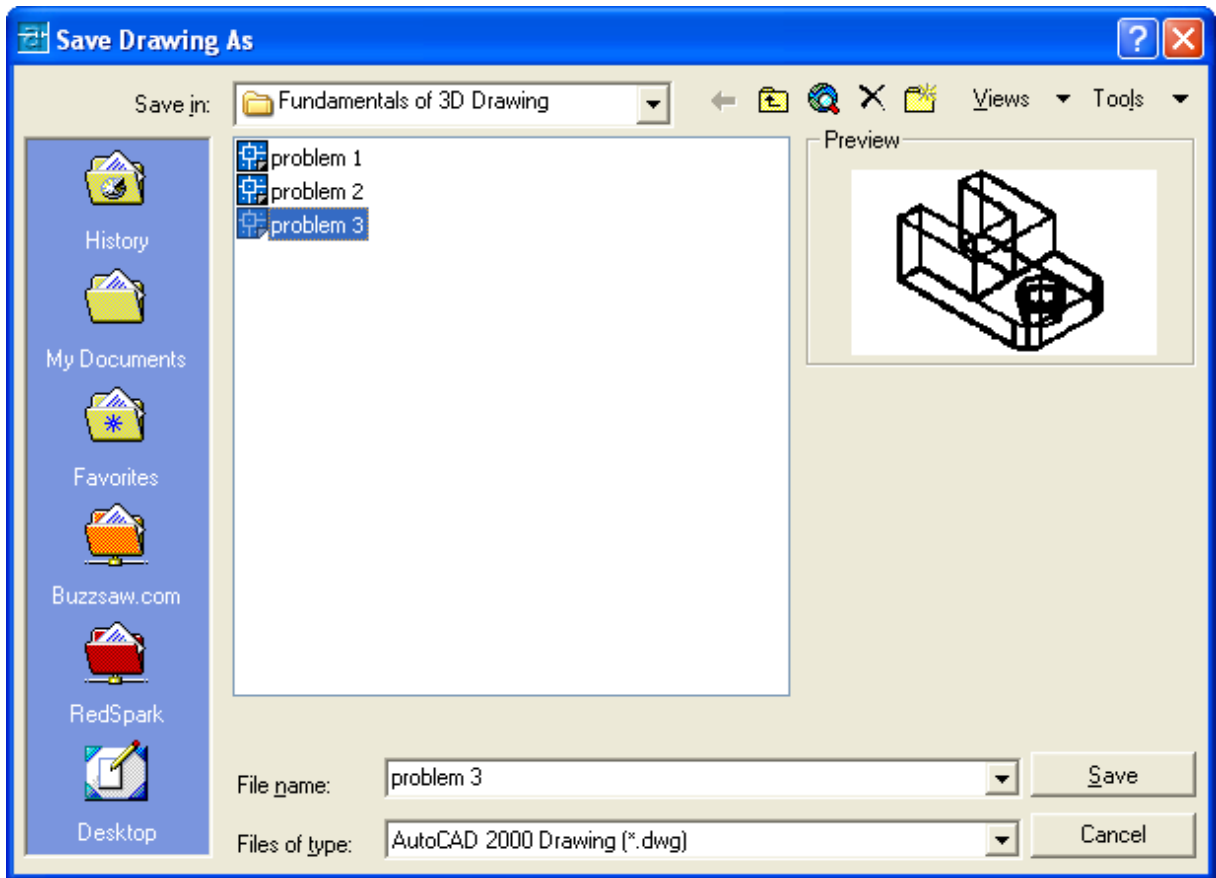 Save Drawing As
Save in: Fundamentals of 3D Drawing Views Tools
Preview
problem 1
problem 2
problem 3
History
My Documents
Favorites
Buzzsaw.com
RedSpark
Desktop
File name: problem 3 Save
Files of type: AutoCAD 2000 Drawing (*.dwg) Cancel